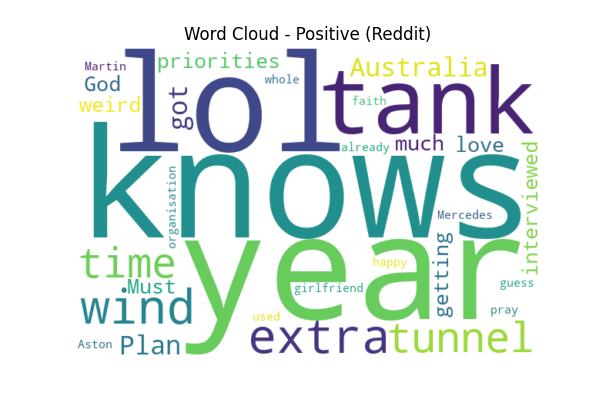 Word Cloud - Positive (Reddit)
Martin
priorities
God
whole
Australia
weird
got
lol
tank
faith
already
much
love
knows
organisation
Mercedes
interviewed
time
Must
year
happy
getting
girlfriend
guess
wind
used
pray
Aston
Plan
extra
tunnel